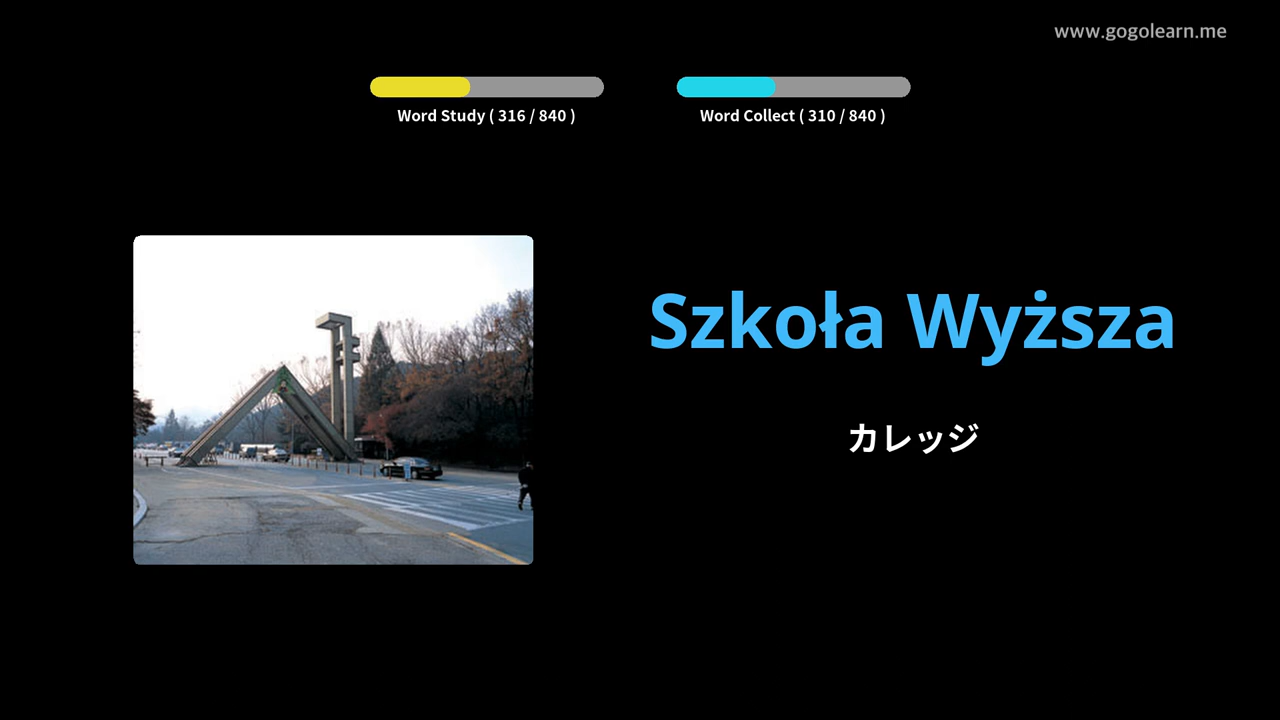 www.gogolearn.me
Word Study ( 316 / 840 )
Word Collect ( 310 / 840 )
Szkoła Wyższa
カレッジ